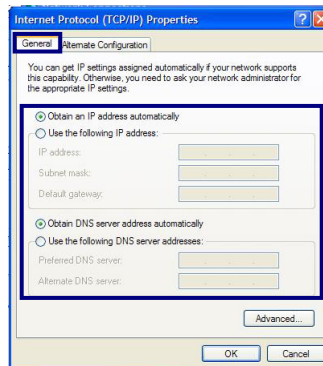 Internet Protocol (TCP/IP) Properties
General
Alternate Configuration
You can get IP settings assigned automatically if your network supports
this capability. Otherwise, you need to ask your network administrator for
the appropriate IP settings.
Obtain an IP address automatically
Use the following IP address:
IP address:
Subnet mask:
Default gateway:
Obtain DNS server address automatically
Use the following DNS server addresses:
Preferred DNS server:
Alternate DNS server:
Advanced...
OK
Cancel